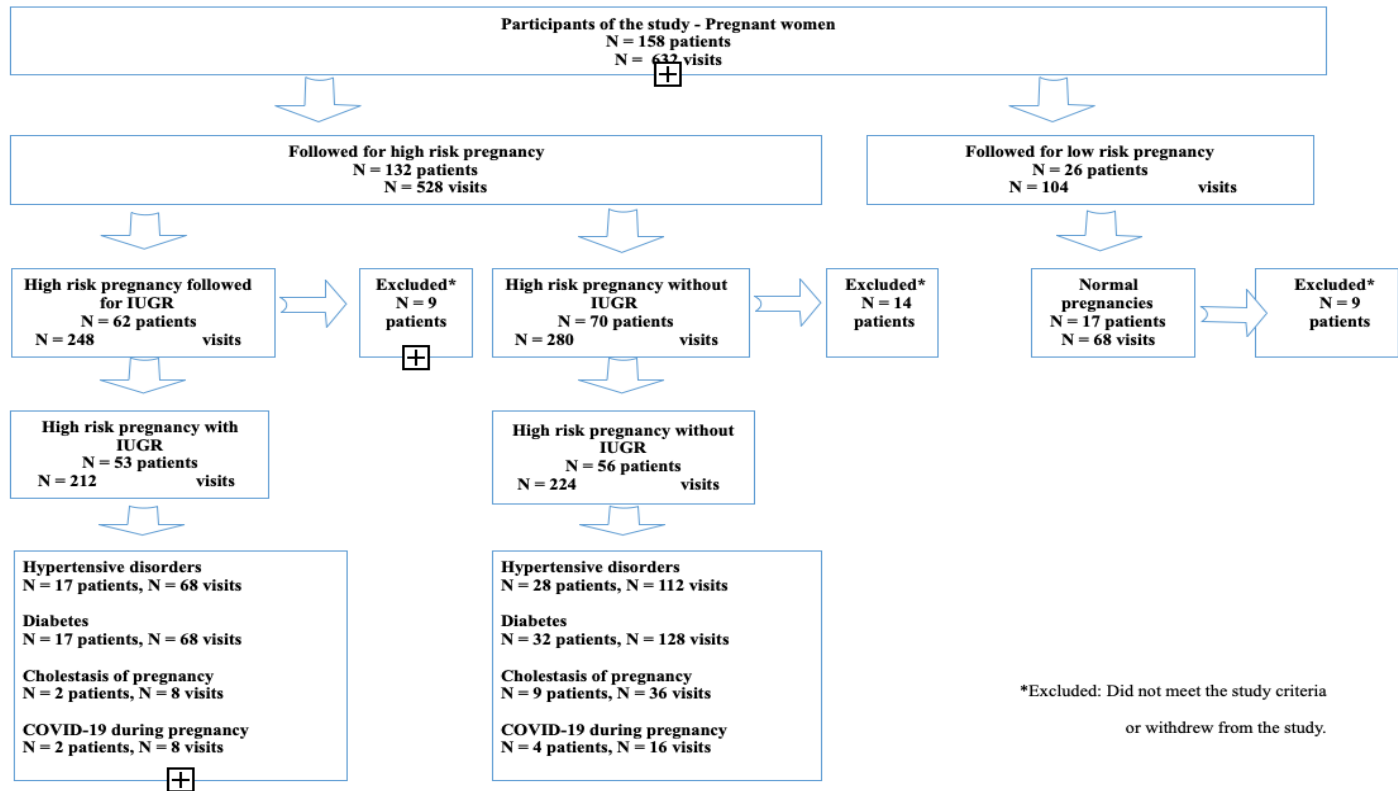 Participants of the study - Pregnant women
N = 158 patients
N = 632 visits
Followed for high risk pregnancy
N = 132 patients
N = 528 visits
Followed for low risk pregnancy
N = 26 patients
N = 104 visits
High risk pregnancy followed
for IUGR
N = 62 patients
N = 248 visits
Excluded*
N = 9
patients
High risk pregnancy without
IUGR
N = 70 patients
N = 280 visits
Excluded*
N = 14
patients
Normal
pregnancies
N = 17 patients
N = 68 visits
Excluded*
N = 9
patients
High risk pregnancy with
IUGR
N = 53 patients
N = 212 visits
High risk pregnancy without
IUGR
N = 56 patients
N = 224 visits
Hypertensive disorders
N = 17 patients, N = 68 visits
Diabetes
N = 17 patients, N = 68 visits
Cholestasis of pregnancy
N = 2 patients, N = 8 visits
COVID-19 during pregnancy
N = 2 patients, N = 8 visits
Hypertensive disorders
N = 28 patients, N = 112 visits
Diabetes
N = 32 patients, N = 128 visits
Cholestasis of pregnancy
N = 9 patients, N = 36 visits
COVID-19 during pregnancy
N = 4 patients, N = 16 visits
*Excluded: Did not meet the study criteria
or withdrew from the study.